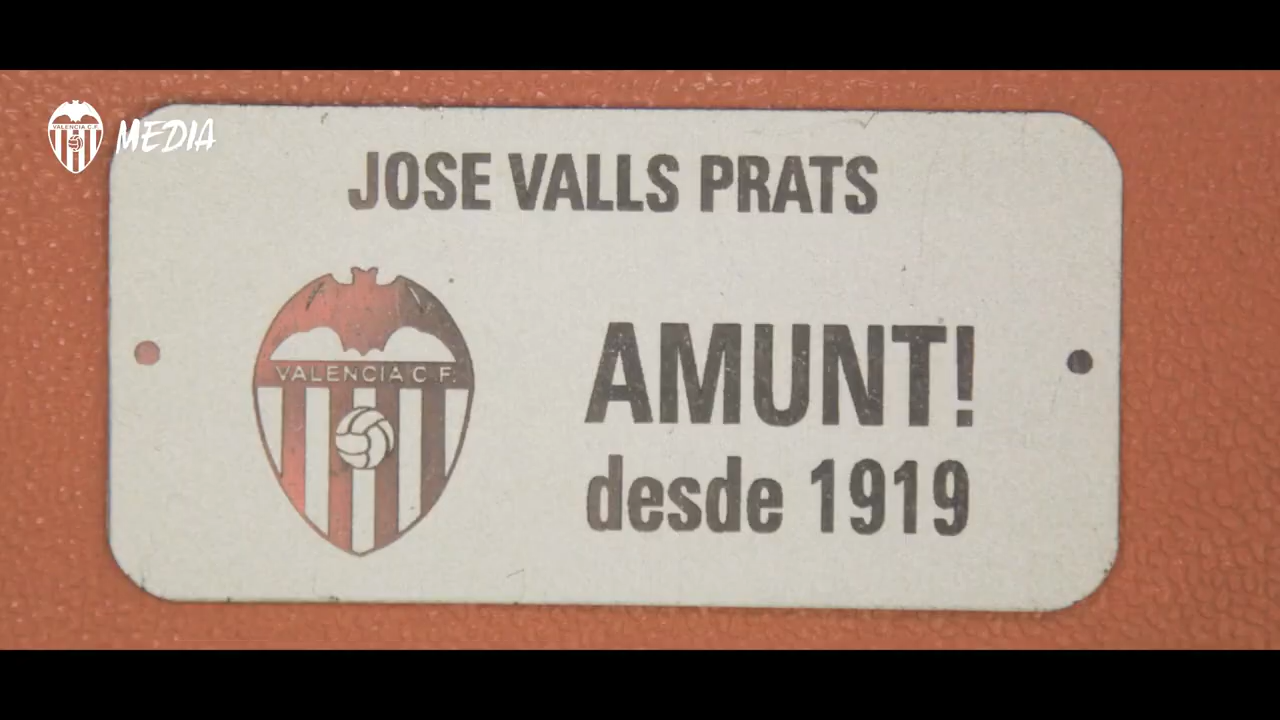 VALENCIA C.F.
MEDIA
JOSE VALLS PRATS
VALENCIA C.F.
AMUNT!
desde 1919